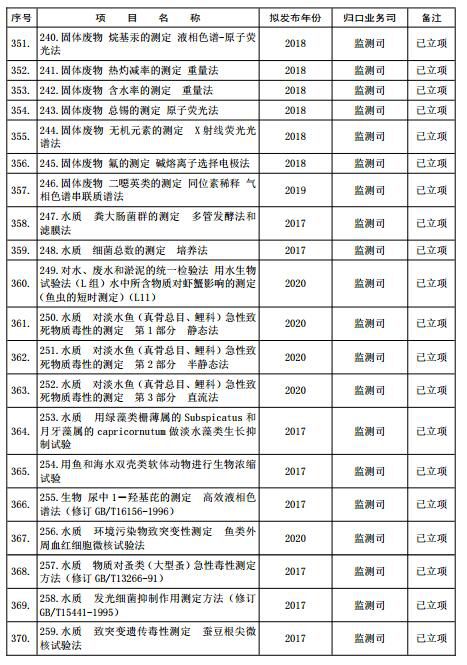 序号 项 目 名 称 拟发布年份 归口业务司 备注
351. 240.固体废物 烷基汞的测定 液相色谱-原子荧光法 2018 监测司 已立项
352. 241.固体废物 热灼减率的测定 重量法 2018 监测司 已立项
353. 242.固体废物 含水率的测定 重量法 2018 监测司 已立项
354. 243.固体废物 总锡的测定 原子荧光法 2018 监测司 已立项
355. 244.固体废物 无机元素的测定 X射线荧光光谱法 2018 监测司 已立项
356. 245.固体废物 氟的测定 碱熔离子选择电极法 2018 监测司 已立项
357. 246.固体废物 二噁英类的测定 同位素稀释 气相色谱串联质谱法 2019 监测司 已立项
358. 247.水质 粪大肠菌群的测定 多管发酵法和滤膜法 2017 监测司 已立项
359. 248.水质 细菌总数的测定 培养法 2017 监测司 已立项
360. 249.对水、废水和淤泥的统一检验法 用水生物试验法(L组)水中所含物质对虾蟹影响的测定(鱼虫的短时测定)(L11) 2020 监测司 已立项
361. 250.水质 对淡水鱼(真骨总目、鲤科)急性致死物质毒性的测定 第1部分 静态法 2020 监测司 已立项
362. 251.水质 对淡水鱼(真骨总目、鲤科)急性致死物质毒性的测定 第2部分 半静态法 2020 监测司 已立项
363. 252.水质 对淡水鱼(真骨总目、鲤科)急性致死物质毒性的测定 第3部分 直流法 2020 监测司 已立项
364. 253.水质 用绿藻类栅薄属的Subspicatus和月牙藻属的capricornutum做淡水藻类生长抑制试验 2017 监测司 已立项
365. 254.用鱼和海水双壳类软体动物进行生物浓缩试验 2017 监测司 已立项
366. 255.生物 尿中1—羟基芘的测定 高效液相色谱法(修订GB/T16156-1996) 2017 监测司 已立项
367. 256.水质 环境污染物致突变性测定 鱼类外周血红细胞微核试验法 2020 监测司 已立项
368. 257.水质 物质对蚤类(大型蚤)急性毒性测定方法(修订GB/T13266-91) 2017 监测司 已立项
369. 258.水质 发光细菌抑制作用测定方法(修订GB/T15441-1995) 2017 监测司 已立项
370. 259.水质 致突变遗传毒性测定 蚕豆根尖微核试验法 2017 监测司 已立项